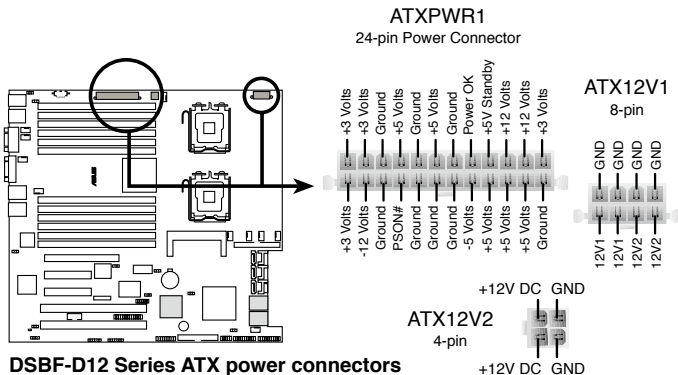 ATXPWR1
24-pin Power Connector
+3 Volts
+3 Volts
Ground
+5 Volts
Ground
+5 Volts
Ground
Power OK
+5V Standby
+12 Volts
+12 Volts
+3 Volts
+3 Volts
-12 Volts
Ground
PSON#
Ground
Ground
Ground
-5 Volts
+5 Volts
+5 Volts
+5 Volts
Ground
ATX12V1
8-pin
GND
GND
GND
GND
12V1
12V1
12V2
12V2
ASUS
ATX12V2
4-pin
+12V DC GND
+12V DC GND
DSBF-D12 Series ATX power connectors